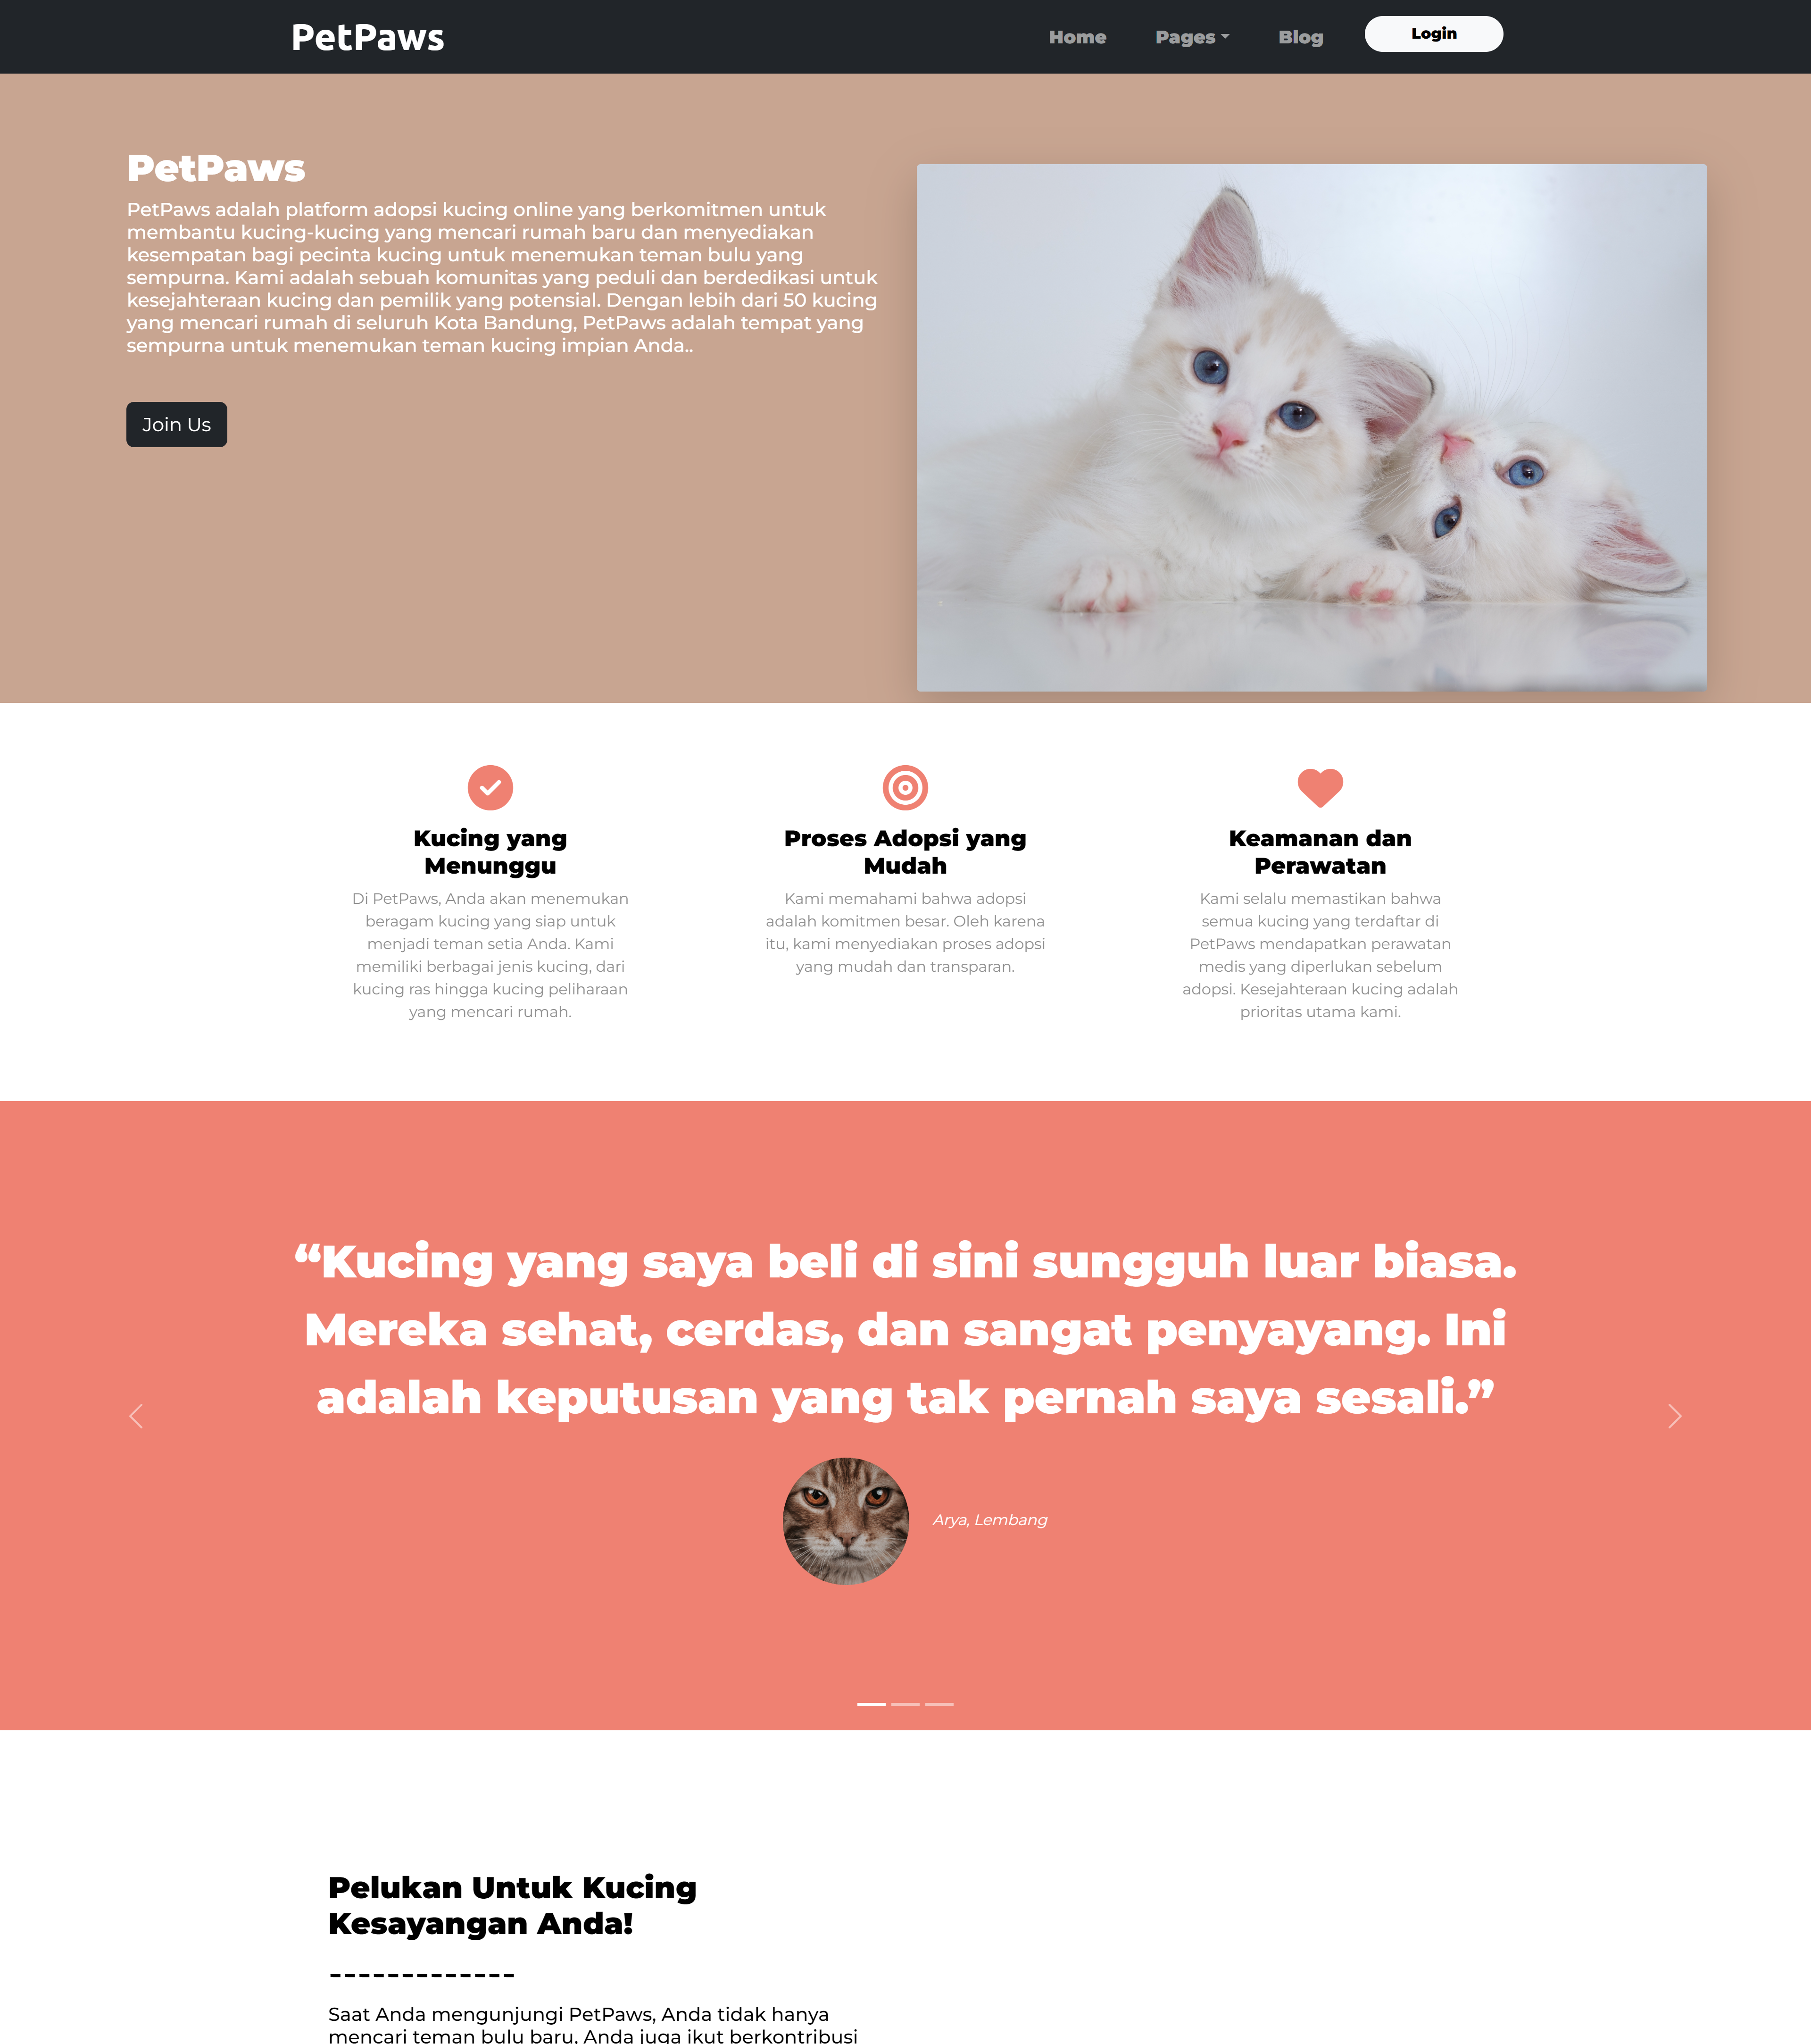 PetPaws
Home
Pages
Blog
Login
PetPaws
PetPaws adalah platform adopsi kucing online yang berkomitmen untuk
membantu kucing-kucing yang mencari rumah baru dan menyediakan
kesempatan bagi pecinta kucing untuk menemukan teman bulu yang
sempurna. Kami adalah sebuah komunitas yang peduli dan berdedikasi untuk
kesejahteraan kucing dan pemilik yang potensial. Dengan lebih dari 50 kucing
yang mencari rumah di seluruh Kota Bandung, PetPaws adalah tempat yang
sempurna untuk menemukan teman kucing impian Anda..
Join Us
Kucing yang
Menunggu
Di PetPaws, Anda akan menemukan
beragam kucing yang siap untuk
menjadi teman setia Anda. Kami
memiliki berbagai jenis kucing, dari
kucing ras hingga kucing peliharaan
yang mencari rumah.
Proses Adopsi yang
Mudah
Kami memahami bahwa adopsi
adalah komitmen besar. Oleh karena
itu, kami menyediakan proses adopsi
yang mudah dan transparan.
Keamanan dan
Perawatan
Kami selalu memastikan bahwa
semua kucing yang terdaftar di
PetPaws mendapatkan perawatan
medis yang diperlukan sebelum
adopsi. Kesejahteraan kucing adalah
prioritas utama kami.
“Kucing yang saya beli di sini sungguh luar biasa.
Mereka sehat, cerdas, dan sangat penyayang. Ini
adalah keputusan yang tak pernah saya sesali.”
Arya, Lembang
Pelukan Untuk Kucing
Kesayangan Anda!
-------------
Saat Anda mengunjungi PetPaws, Anda tidak hanya
mencari teman bulu baru, Anda juga ikut berkontribusi